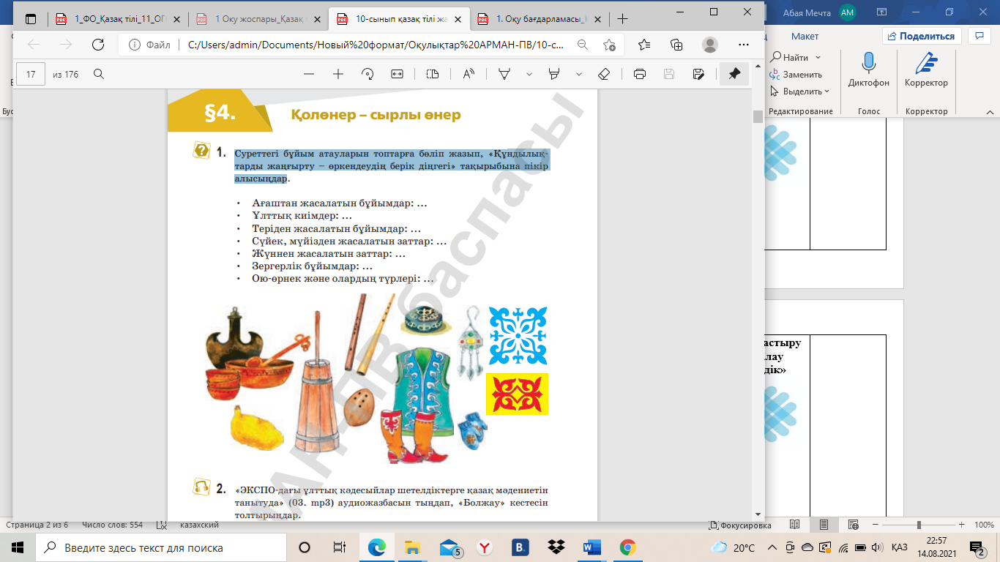 1_ФО_Қазақ тілі_11_ОГ
1 Оқу жоспары_Қазақ
10-сынып қазақ тілі жа
1. Оқу бағдарламасы_
Абая Мечта
АМ
Файл
C:/Users/admin/Documents/Новый%20формат/Оқулықтар%20АРМАН-ПВ/10-с...
Макет
Поделиться
17
из 176
Найти
Заменить
Выделить
Редактирование
Диктофон
Голос
Корректор
Корректор
§4.
Қолөнер – сырлы өнер
1.
Суреттегі бұйым атауларын топтарға бөліп жазып, «Құндылық-
тарды жаңғырту – өркендеудің берік діңгегі» тақырыбына пікір
алысыңдар.
• Ағаштан жасалатын бұйымдар: ...
• Ұлттық киімдер: ...
• Теріден жасалатын бұйымдар: ...
• Сүйек, мүйізден жасалатын заттар: ...
• Жүннен жасалатын заттар: ...
• Зергерлік бұйымдар: ...
• Ою-өрнек және олардың түрлері: ...
АН-ПВ баспасы
2.
«ЭКСПО-дағы ұлттық кәдесыйлар шетелдіктерге қазақ мәдениетін
танытуда» (03. mp3) аудиожазбасын тыңдап, «Болжау» кестесін
толтырыңдар.
астыру
лау
дік»
Страница 2 из 6
Число слов: 554
казахский
Фокусировка
100%
Введите здесь текст для поиска
5
20°C
ҚАЗ
22:57
14.08.2021
2